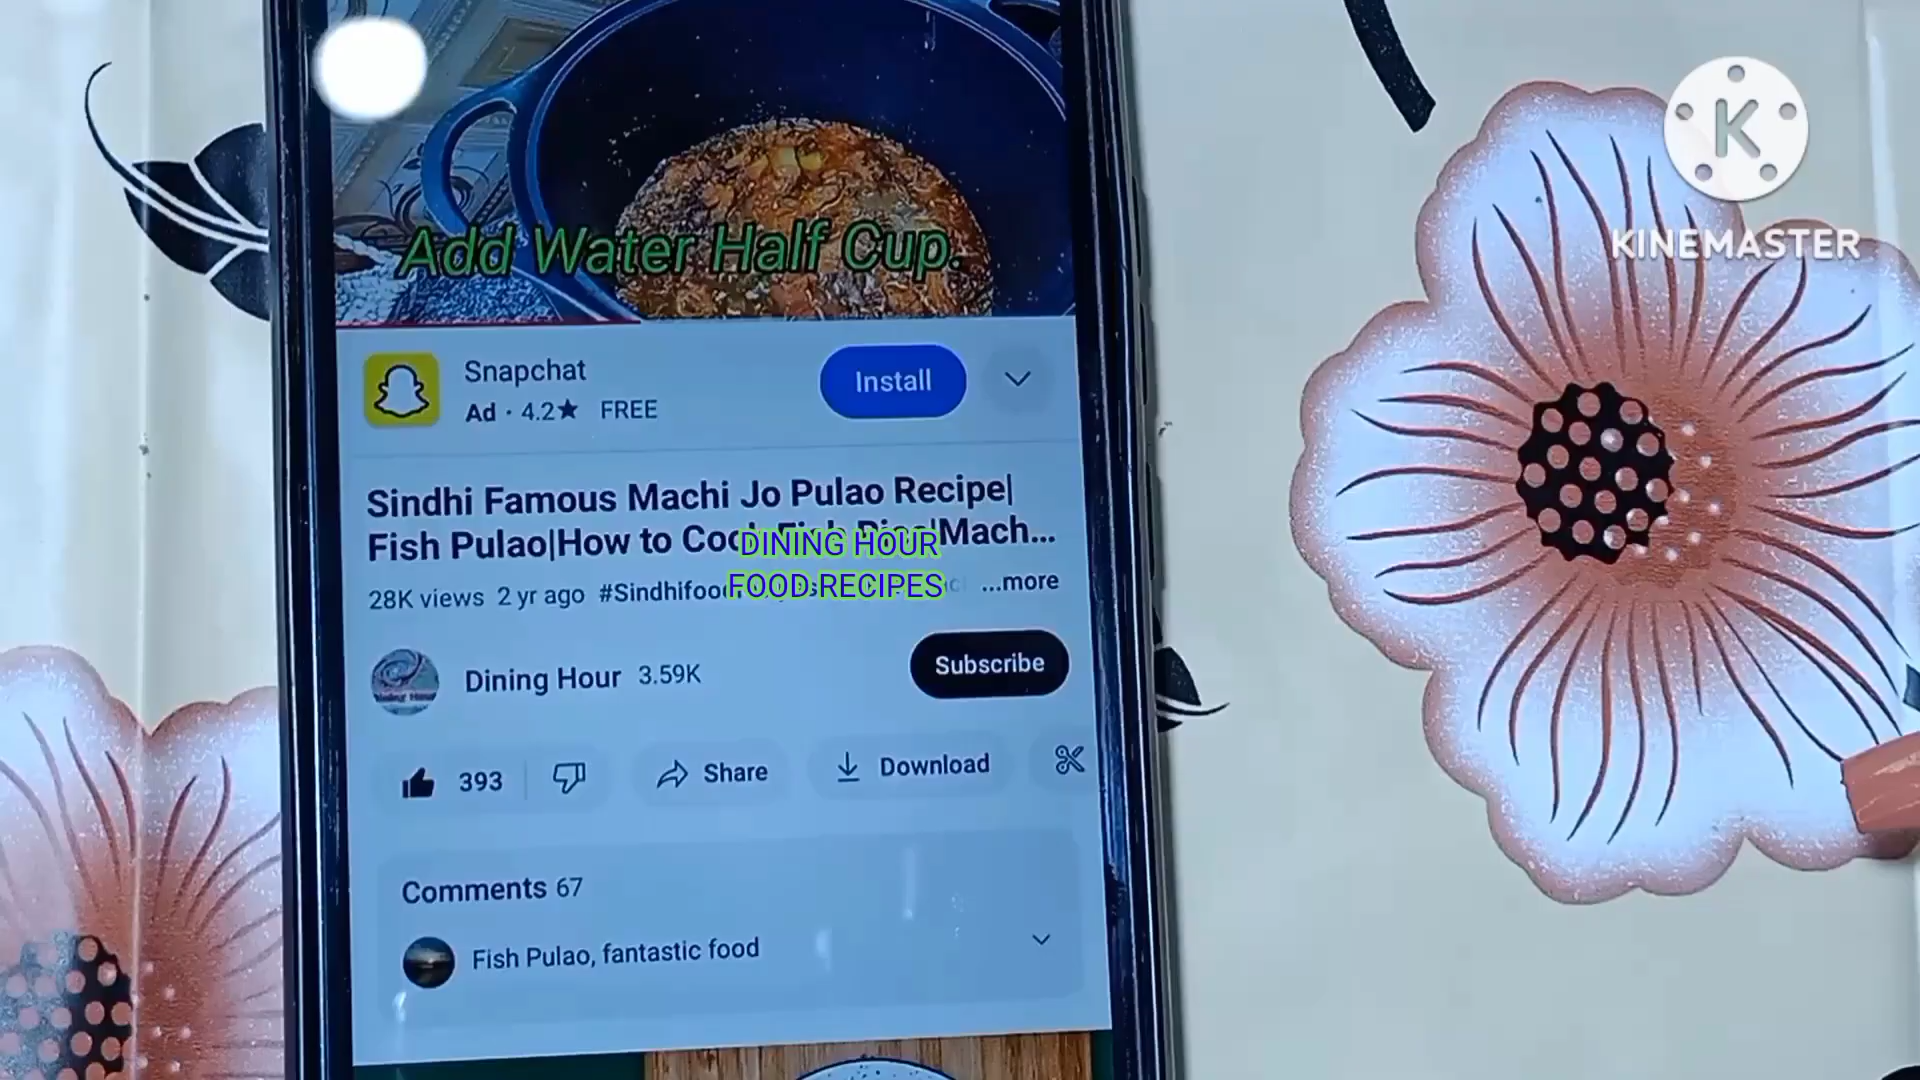 K
KINEMASTER
Add Water Half Cup.
Snapchat
Install
Ad · 4.2★ FREE
Sindhi Famous Machi Jo Pulao Recipe|
Fish Pulao|How to Mach...
DINING HOUR
28K views 2 yr ago #Sindhifood ...more
FOOD RECIPES
Dining Hour 3.59K
Subscribe
393
Share
Download
Comments 67
Fish Pulao, fantastic food